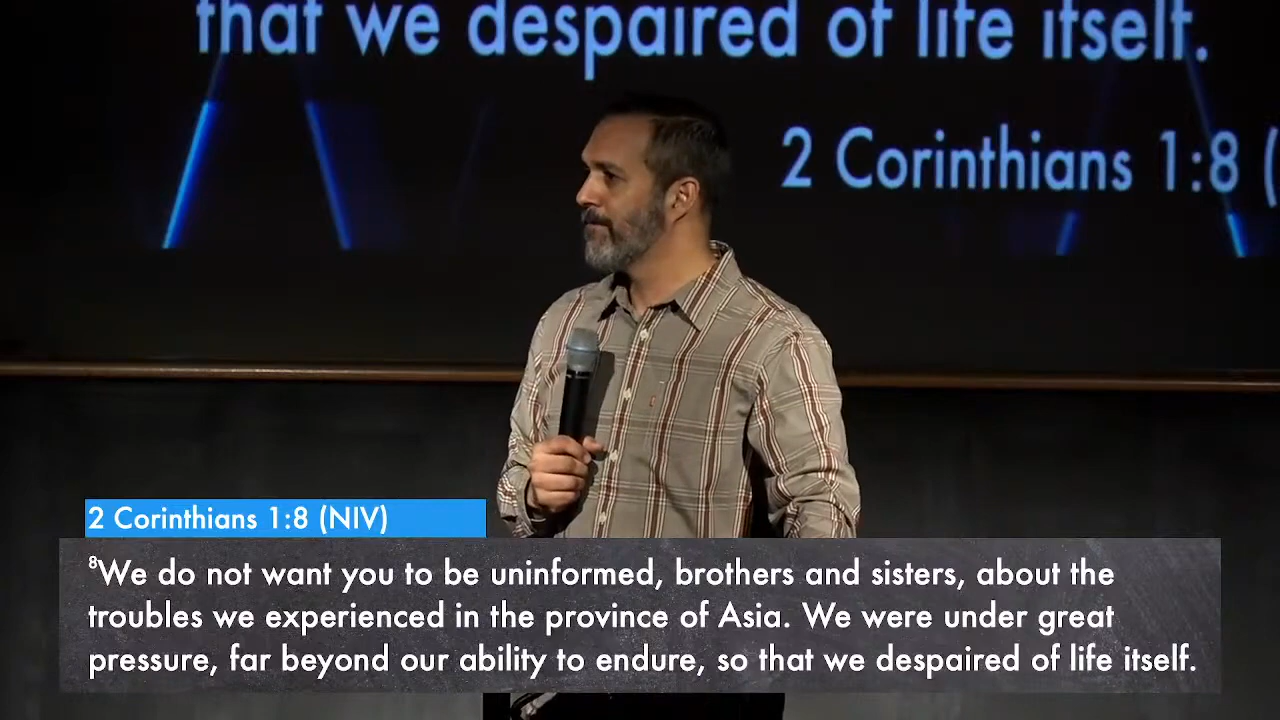 that we despaired of life itself.
2 Corinthians 1:8 (
2 Corinthians 1:8 (NIV)
⁸We do not want you to be uninformed, brothers and sisters, about the
troubles we experienced in the province of Asia. We were under great
pressure, far beyond our ability to endure, so that we despaired of life itself.